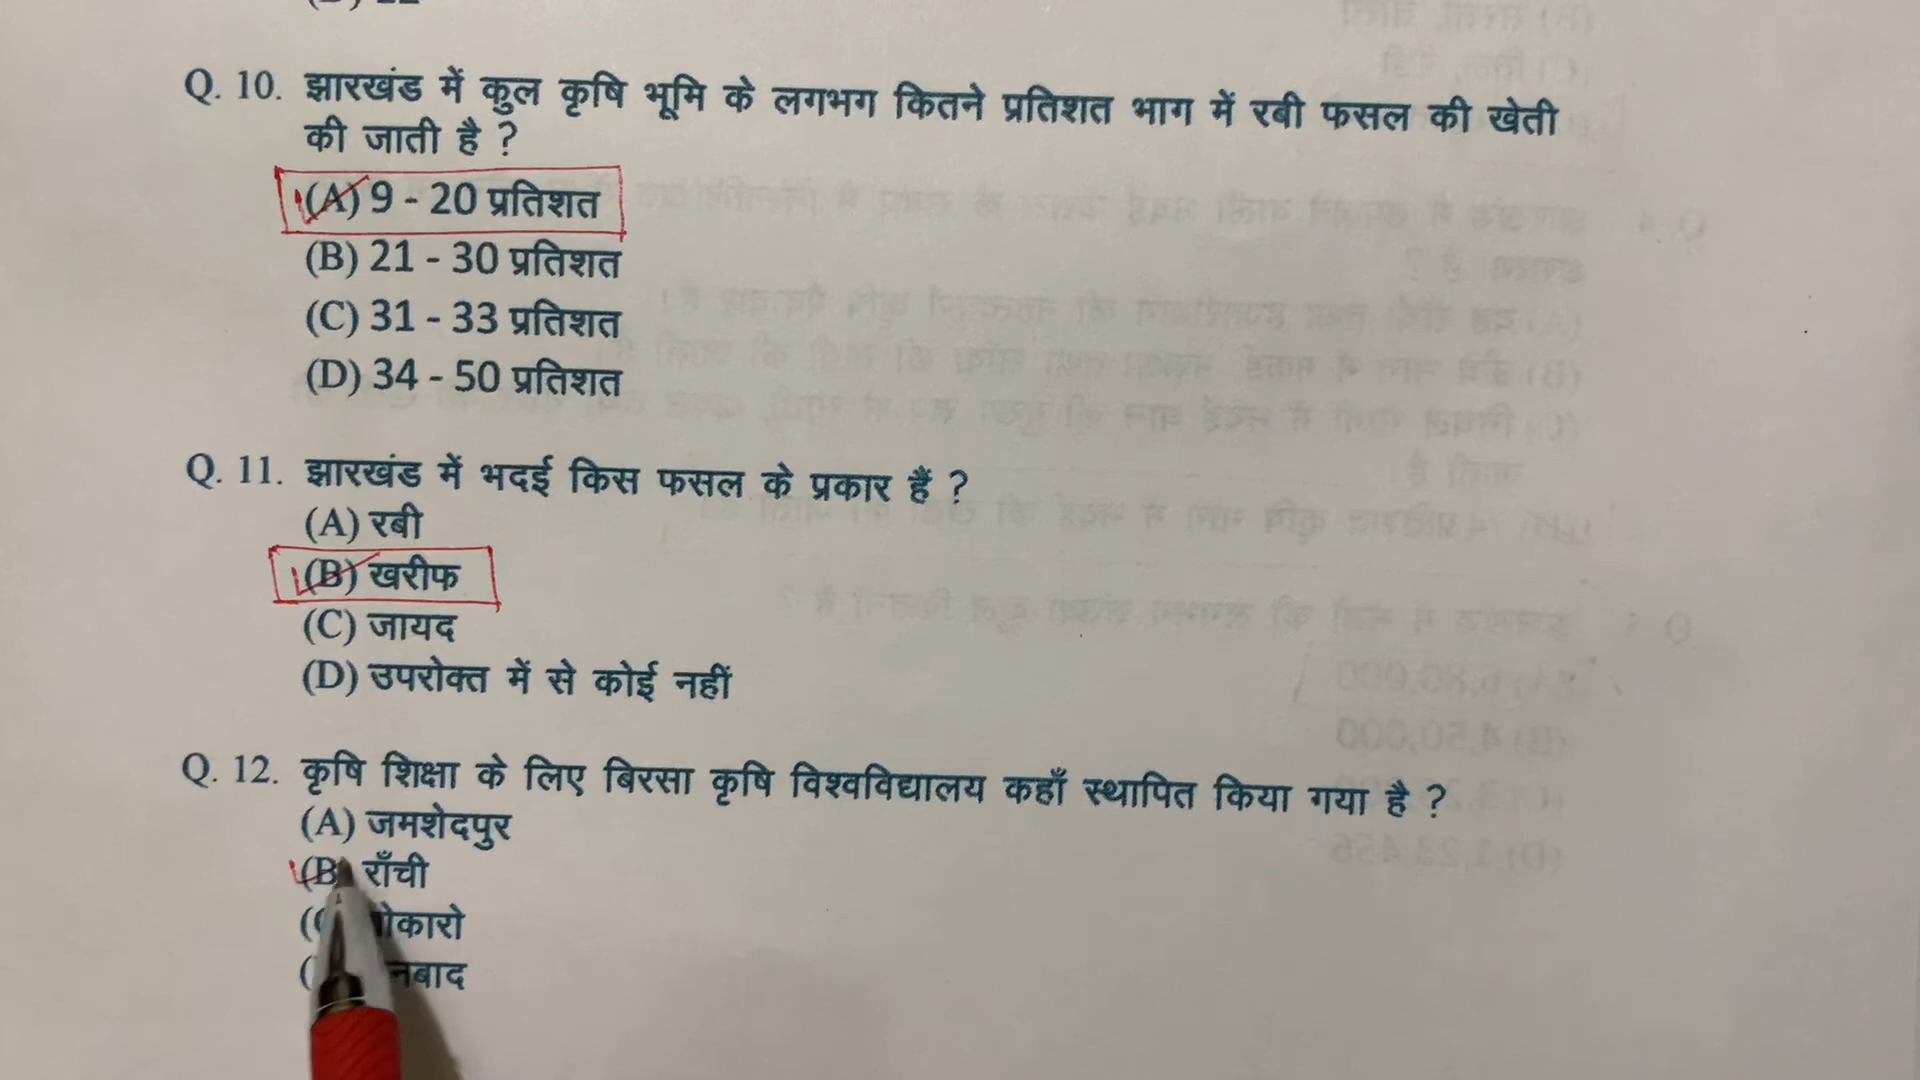 Q. 10. झारखंड में कुल कृषि भूमि के लगभग कितने प्रतिशत भाग में रबी फसल की खेती
की जाती है ?
(A) 9 - 20 प्रतिशत
(B) 21 - 30 प्रतिशत
(C) 31 - 33 प्रतिशत
(D) 34 - 50 प्रतिशत
Q. 11. झारखंड में भदई किस फसल के प्रकार हैं ?
(A) रबी
(B) खरीफ
(C) जायद
(D) उपरोक्त में से कोई नहीं
Q. 12. कृषि शिक्षा के लिए बिरसा कृषि विश्वविद्यालय कहाँ स्थापित किया गया है ?
(A) जमशेदपुर
(B) राँची